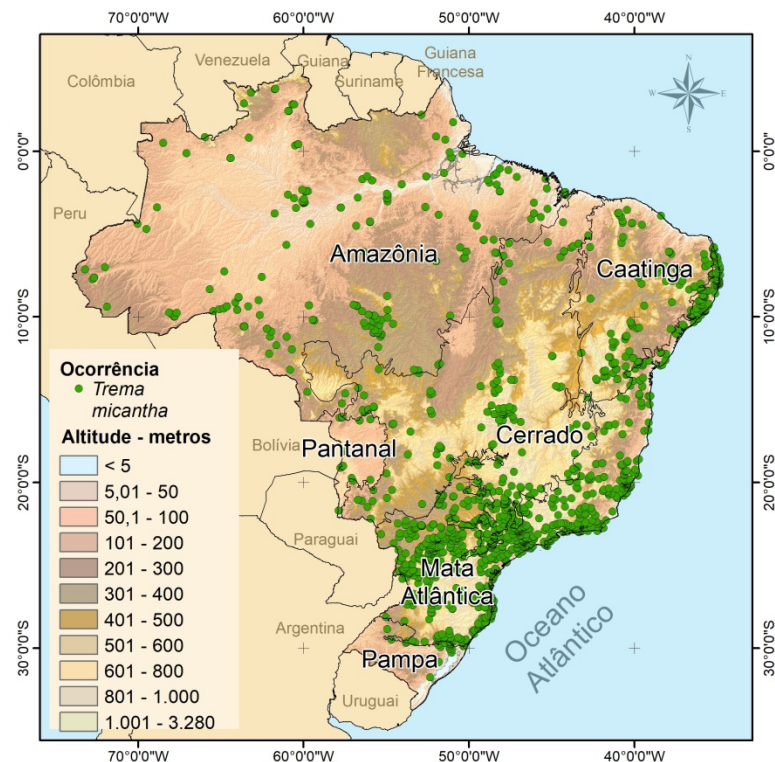 70°0'0"W
60°0'0"W
50°0'0"W
40°0'0"W
Colômbia
Venezuela
Guiana
Suriname
Guiana
Francesa
N
W
E
S
0°0'0"
0°0'0"
Peru
Amazônia
Caatinga
10°0'0"S
10°0'0"S
Ocorrência
Trema
micantha
Altitude - metros
< 5
5,01 - 50
50,1 - 100
101 - 200
201 - 300
301 - 400
401 - 500
501 - 600
601 - 800
801 - 1.000
1.001 - 3.280
Bolívia
Pantanal
Cerrado
20°0'0"S
20°0'0"S
Paraguai
Mata
Atlântica
Argentina
Oceano
Atlântico
30°0'0"S
30°0'0"S
Pampa
Uruguai
70°0'0"W
60°0'0"W
50°0'0"W
40°0'0"W